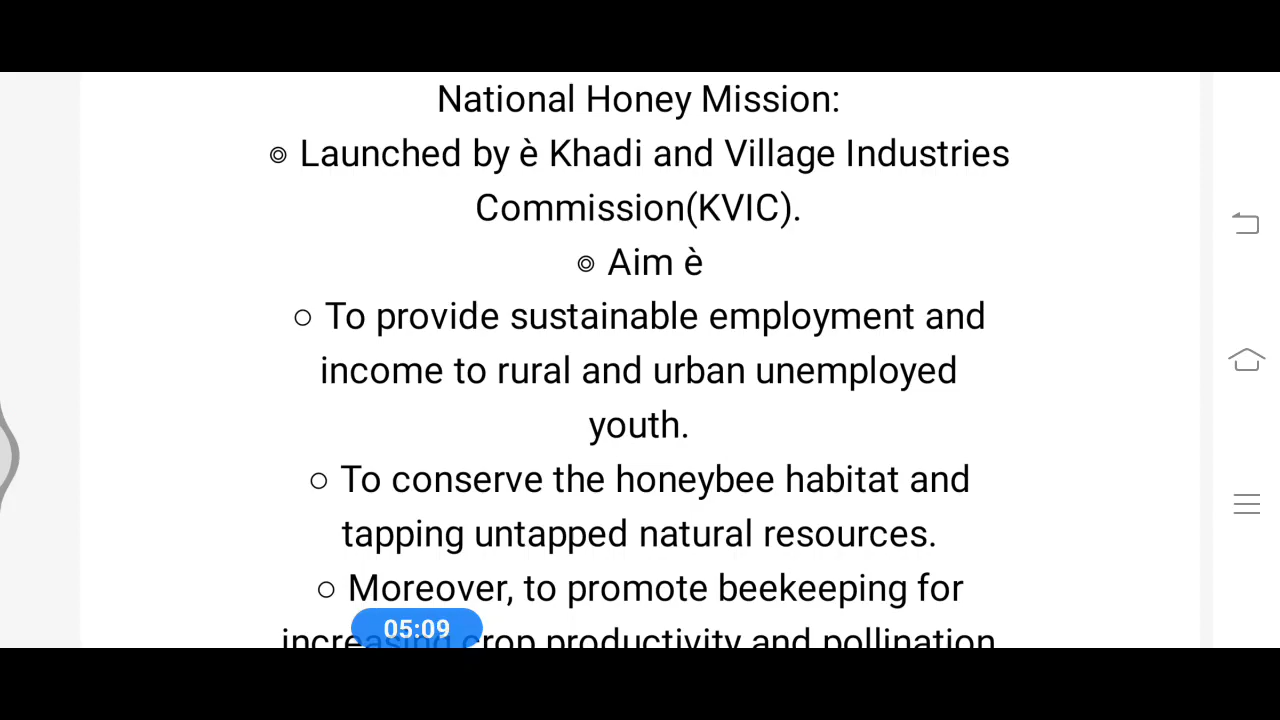 National Honey Mission:
◎ Launched by è Khadi and Village Industries
Commission(KVIC).
◎ Aim è
○ To provide sustainable employment and
income to rural and urban unemployed
youth.
○ To conserve the honeybee habitat and
tapping untapped natural resources.
○ Moreover, to promote beekeeping for
increasing crop productivity and pollination
05:09